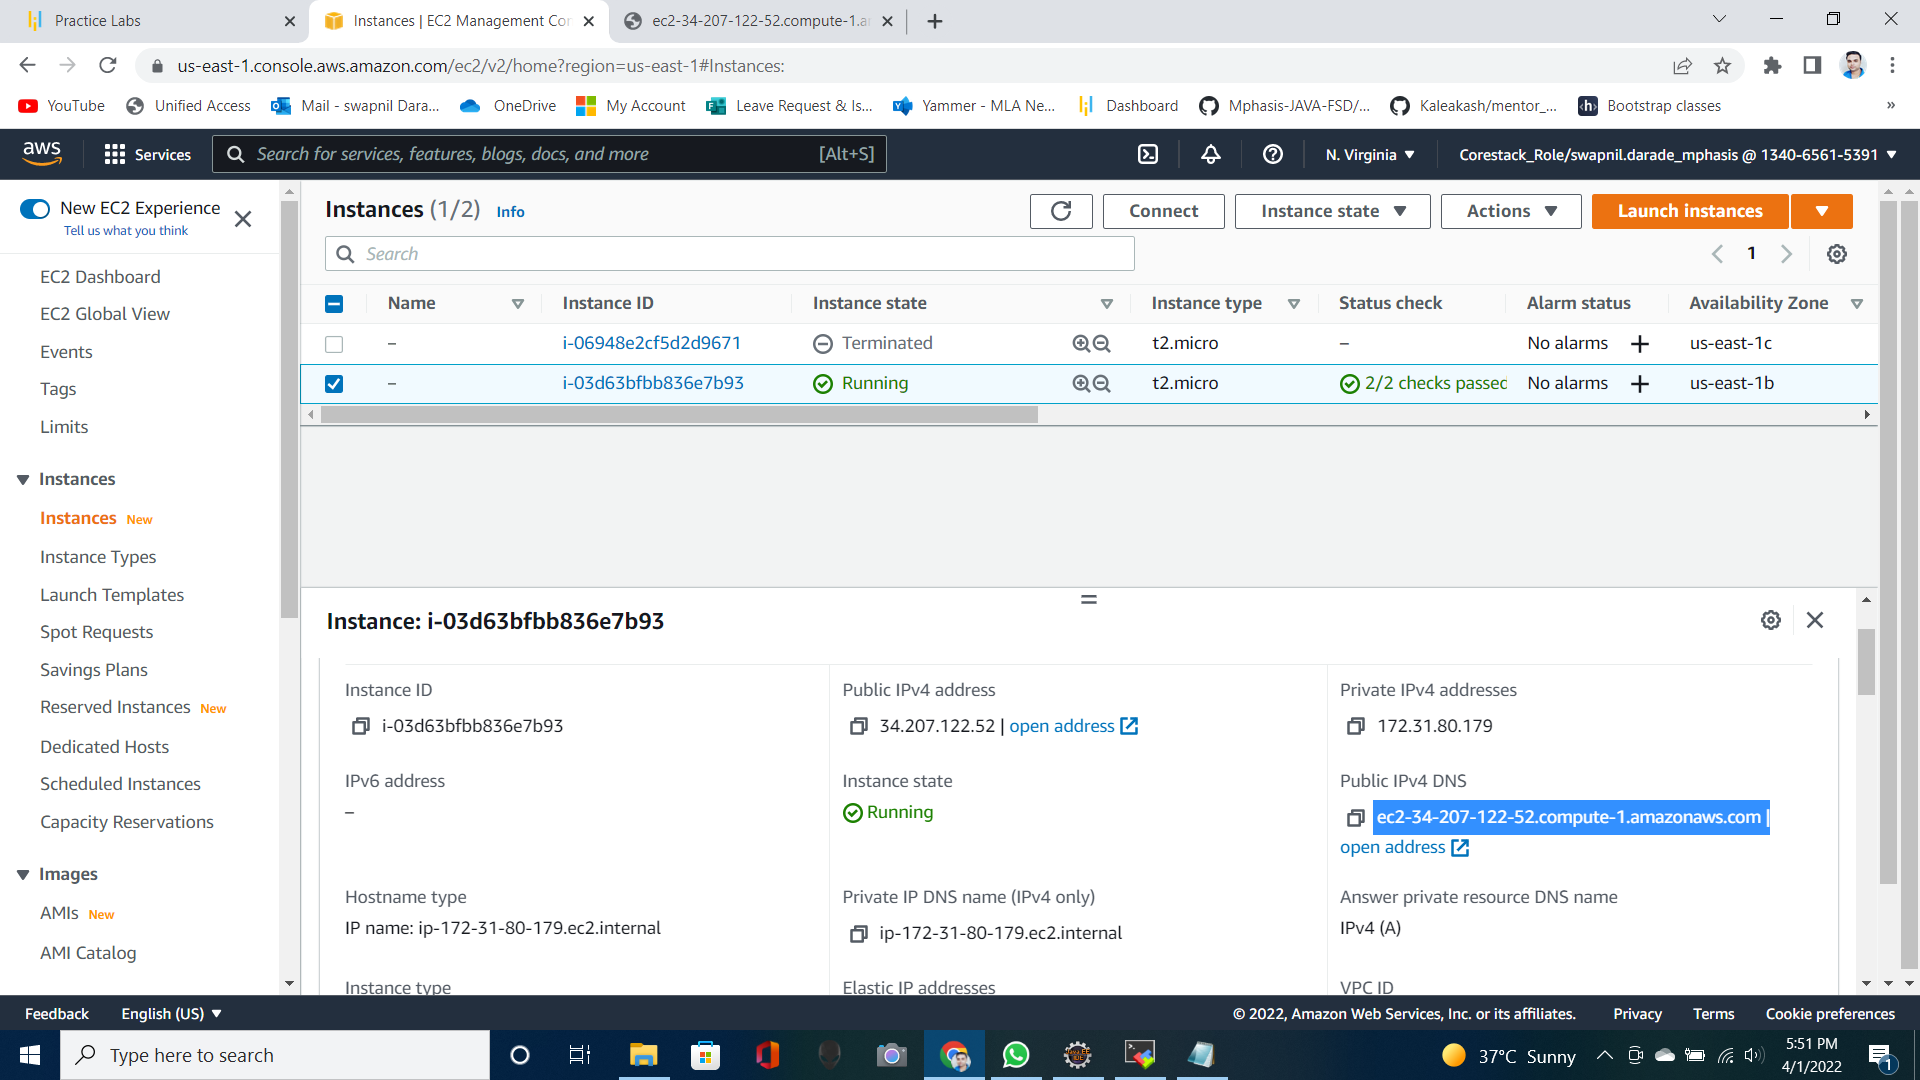 Practice Labs
Instances | EC2 Management Con
ec2-34-207-122-52.compute-1.a
us-east-1.console.aws.amazon.com/ec2/v2/home?region=us-east-1#Instances:
YouTube
Unified Access
Mail - swapnil Dara...
OneDrive
My Account
Leave Request & Is...
Yammer - MLA Ne...
Dashboard
Mphasis-JAVA-FSD/...
Kaleakash/mentor_...
Bootstrap classes
»
aws
Services
Search for services, features, blogs, docs, and more
[Alt+S]
N. Virginia
Corestack_Role/swapnil.darade_mphasis @ 1340-6561-5391
New EC2 Experience
Tell us what you think
EC2 Dashboard
EC2 Global View
Events
Tags
Limits
Instances
Instances New
Instance Types
Launch Templates
Spot Requests
Savings Plans
Reserved Instances New
Dedicated Hosts
Scheduled Instances
Capacity Reservations
Images
AMIs New
AMI Catalog
Instances (1/2) Info
Connect
Instance state
Actions
Launch instances
Search
1
Name Instance ID Instance state Instance type Status check Alarm status Availability Zone
– i-06948e2cf5d2d9671 Terminated t2.micro – No alarms + us-east-1c
– i-03d63bfbb836e7b93 Running t2.micro 2/2 checks passed No alarms + us-east-1b
Instance: i-03d63bfbb836e7b93
Instance ID
i-03d63bfbb836e7b93
Public IPv4 address
34.207.122.52 | open address
Private IPv4 addresses
172.31.80.179
IPv6 address
–
Instance state
Running
Public IPv4 DNS
ec2-34-207-122-52.compute-1.amazonaws.com |
open address
Hostname type
IP name: ip-172-31-80-179.ec2.internal
Private IP DNS name (IPv4 only)
ip-172-31-80-179.ec2.internal
Answer private resource DNS name
IPv4 (A)
Instance type
Elastic IP addresses
VPC ID
Feedback
English (US)
© 2022, Amazon Web Services, Inc. or its affiliates.
Privacy
Terms
Cookie preferences
Type here to search
37°C Sunny
5:51 PM
4/1/2022
1